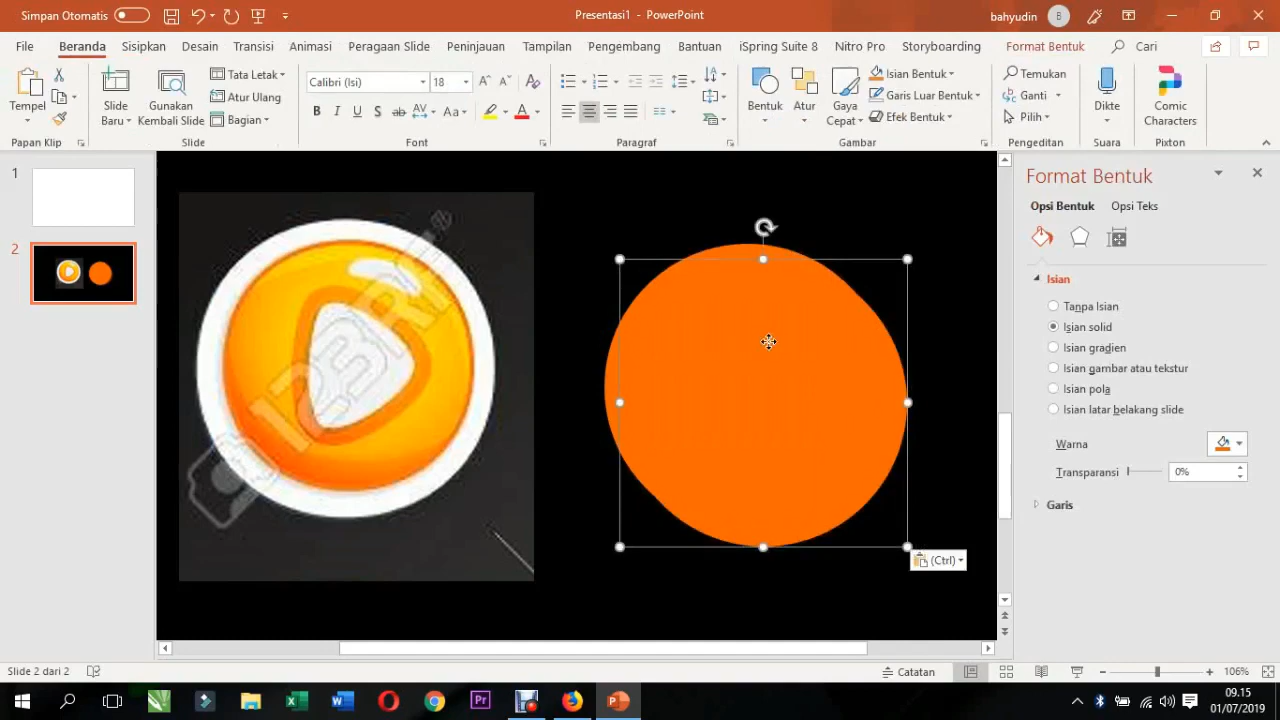 Simpan Otomatis
Presentasi1 - PowerPoint
bahyudin
B
File Beranda Sisipkan Desain Transisi Animasi Peragaan Slide Peninjauan Tampilan Pengembang Bantuan iSpring Suite 8 Nitro Pro Storyboarding Format Bentuk Cari
Tempel
Papan Klip
Slide Baru
Gunakan Kembali Slide
Tata Letak
Atur Ulang
Bagian
Slide
Calibri (Isi) 18
B I U S ab AV Aa A
Font
Paragraf
Bentuk
Atur
Gaya Cepat
Isian Bentuk
Garis Luar Bentuk
Efek Bentuk
Gambar
Temukan
Ganti
Pilih
Pengeditan
Dikte
Suara
Comic Characters
Pixton
1
2
(Ctrl)
Format Bentuk
Opsi Bentuk Opsi Teks
Isian
Tanpa Isian
Isian solid
Isian gradien
Isian gambar atau tekstur
Isian pola
Isian latar belakang slide
Warna
Transparansi 0%
Garis
Slide 2 dari 2
Catatan
106%
09.15
01/07/2019